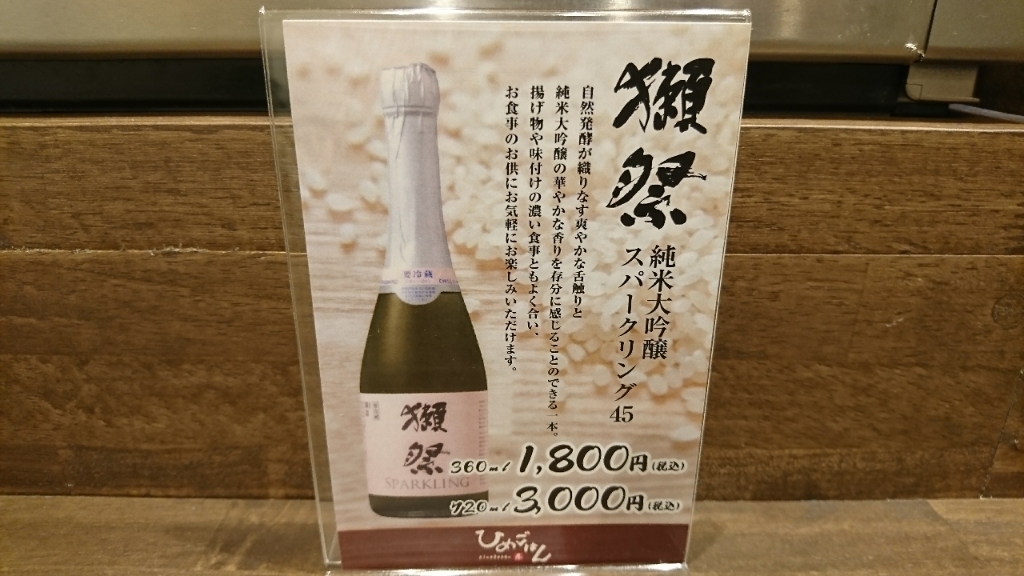 獺祭
純米大吟醸
スパークリング45
自然発酵が織りなす爽やかな舌触りと
純米大吟醸の華やかな香りを存分に感じることのできる一本。
揚げ物や味付けの濃い食事ともよく合い、
お食事のお供にお気軽にお楽しみいただけます。
要冷蔵
獺祭
SPARKLING
360ml 1,800円(税込)
720ml 3,000円(税込)